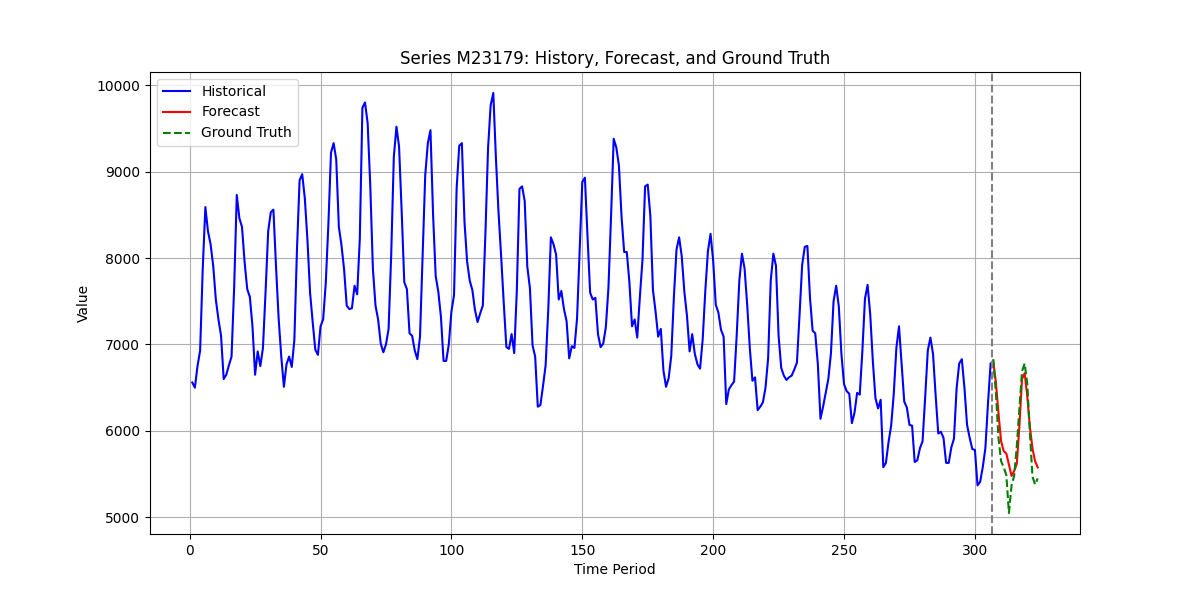 Series M23179: History, Forecast, and Ground Truth
Historical
Forecast
Ground Truth
10000
9000
8000
7000
6000
5000
Value
0 50 100 150 200 250 300
Time Period